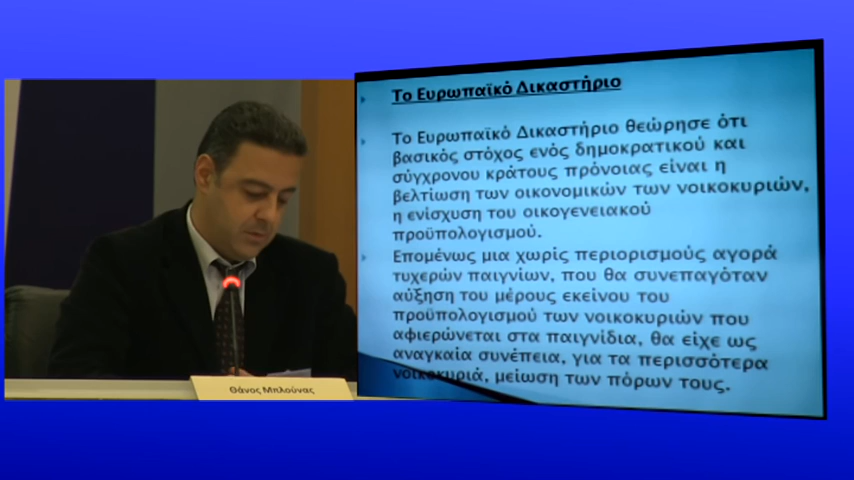 Το Ευρωπαϊκό Δικαστήριο
Το Ευρωπαϊκό Δικαστήριο θεώρησε ότι
βασικός στόχος ενός δημοκρατικού και
σύγχρονου κράτους πρόνοιας είναι η
βελτίωση των οικονομικών των νοικοκυριών,
η ενίσχυση του οικογενειακού
προϋπολογισμού.
Επομένως μια χωρίς περιορισμούς αγορά
τυχερών παιγνίων, που θα συνεπαγόταν
αύξηση του μέρους εκείνου του
προϋπολογισμού των νοικοκυριών που
αφιερώνεται στα παιγνίδια, θα είχε ως
αναγκαία συνέπεια, για τα περισσότερα
νοικοκυριά, μείωση των πόρων τους.
Θάνος Μπλούνας